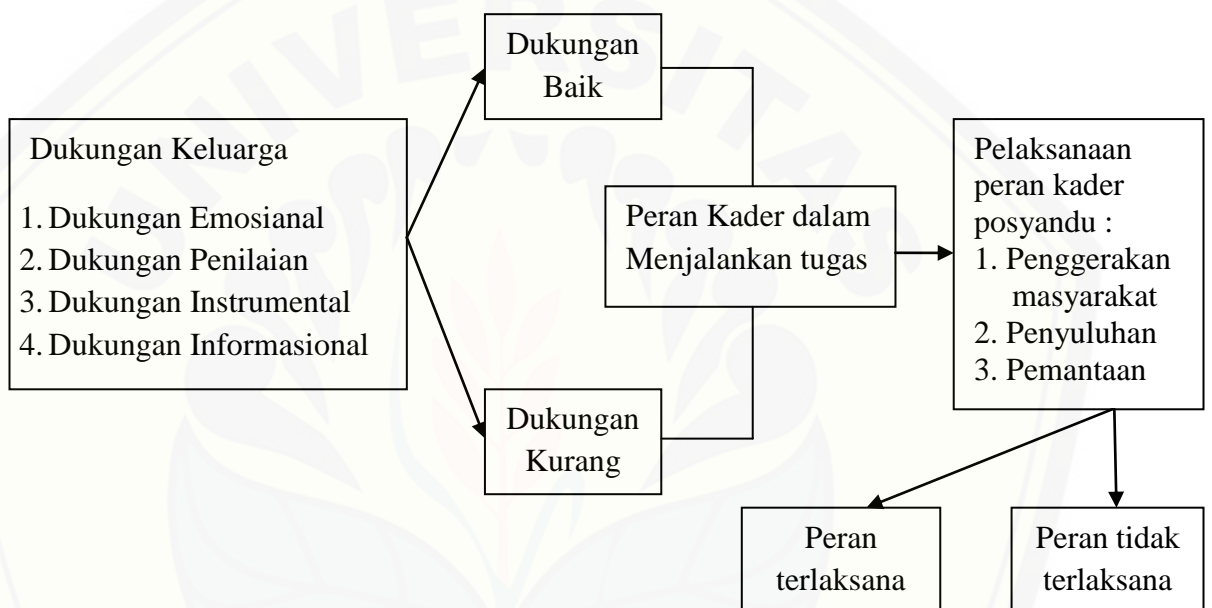 Dukungan
Baik
Dukungan Keluarga
1. Dukungan Emosianal
2. Dukungan Penilaian
3. Dukungan Instrumental
4. Dukungan Informasional
Dukungan
Kurang
Peran Kader dalam
Menjalankan tugas
Pelaksanaan
peran kader
posyandu :
1. Penggerakan
masyarakat
2. Penyuluhan
3. Pemantaan
Peran
terlaksana
Peran tidak
terlaksana
UNIVERSITAS